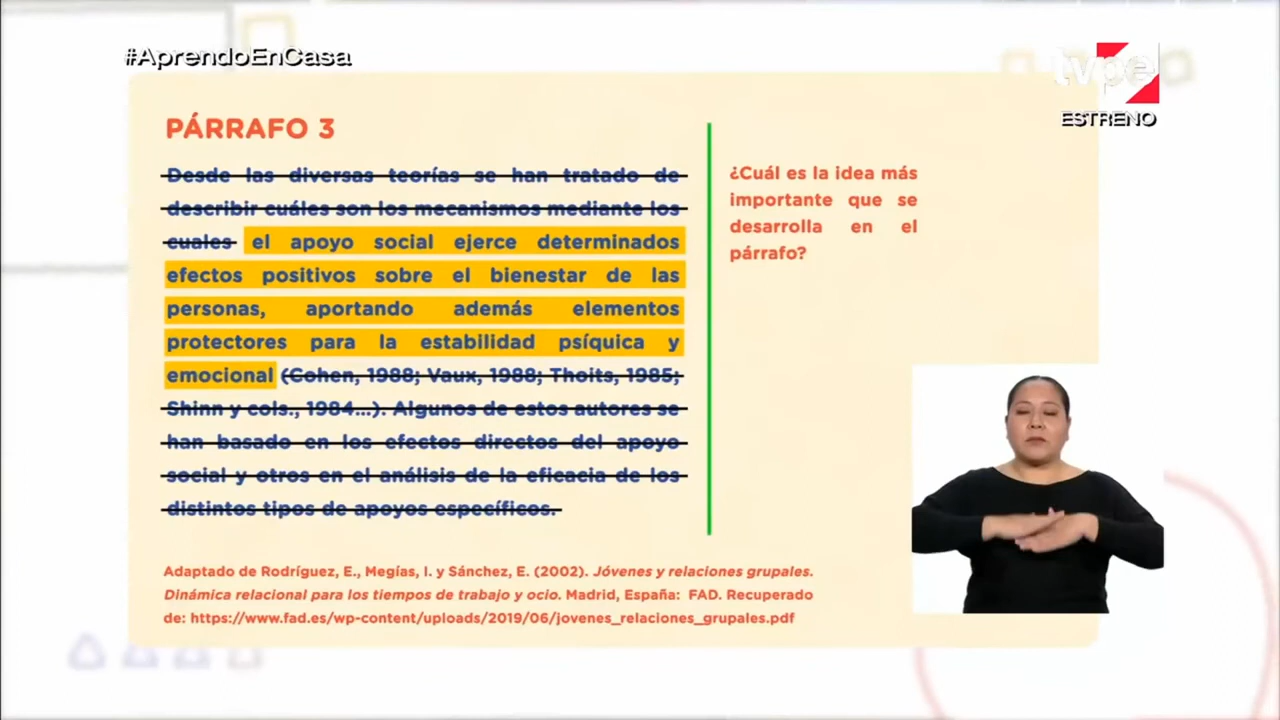 #AprendoEnCasa
tvpe
ESTRENO
PÁRRAFO 3
Desde las diversas teorías se han tratado de
describir cuáles son los mecanismos mediante los
cuales el apoyo social ejerce determinados
efectos positivos sobre el bienestar de las
personas, aportando además elementos
protectores para la estabilidad psíquica y
emocional (Cohen, 1988; Vaux, 1988; Thoits, 1985;
Shinn y cols., 1984...). Algunos de estos autores se
han basado en los efectos directos del apoyo
social y otros en el análisis de la eficacia de los
distintos tipos de apoyos específicos.
¿Cuál es la idea más
importante que se
desarrolla en el
párrafo?
Adaptado de Rodríguez, E., Megías, I. y Sánchez, E. (2002). Jóvenes y relaciones grupales.
Dinámica relacional para los tiempos de trabajo y ocio. Madrid, España: FAD. Recuperado
de: https://www.fad.es/wp-content/uploads/2019/06/jovenes_relaciones_grupales.pdf